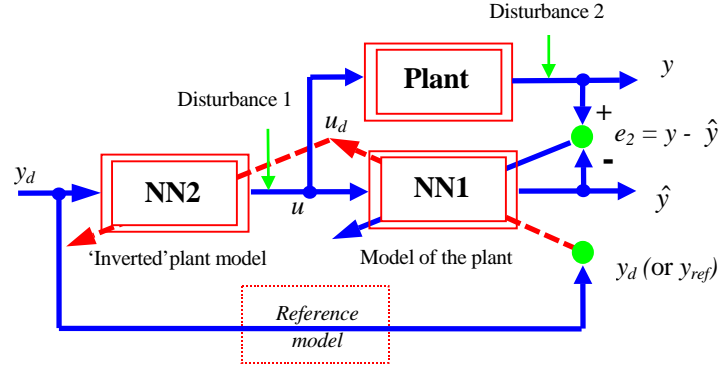 Disturbance 2
Plant
y
Disturbance 1
u_d
+
e_2 = y - ŷ
y_d
NN2
NN1
-
u
ŷ
'Inverted'plant model
Model of the plant
y_d (or y_ref)
Reference
model